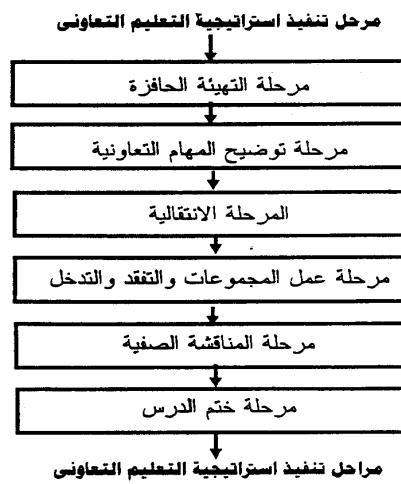 مرحل تنفيذ استراتيجية التعليم التعاونى
مرحلة التهيئة الحافزة
مرحلة توضيح المهام التعاونية
المرحلة الانتقالية
مرحلة عمل المجموعات والتفقد والتدخل
مرحلة المناقشة الصفية
مرحلة ختم الدرس
مراحل تنفيذ استراتيجية التعليم التعاونى